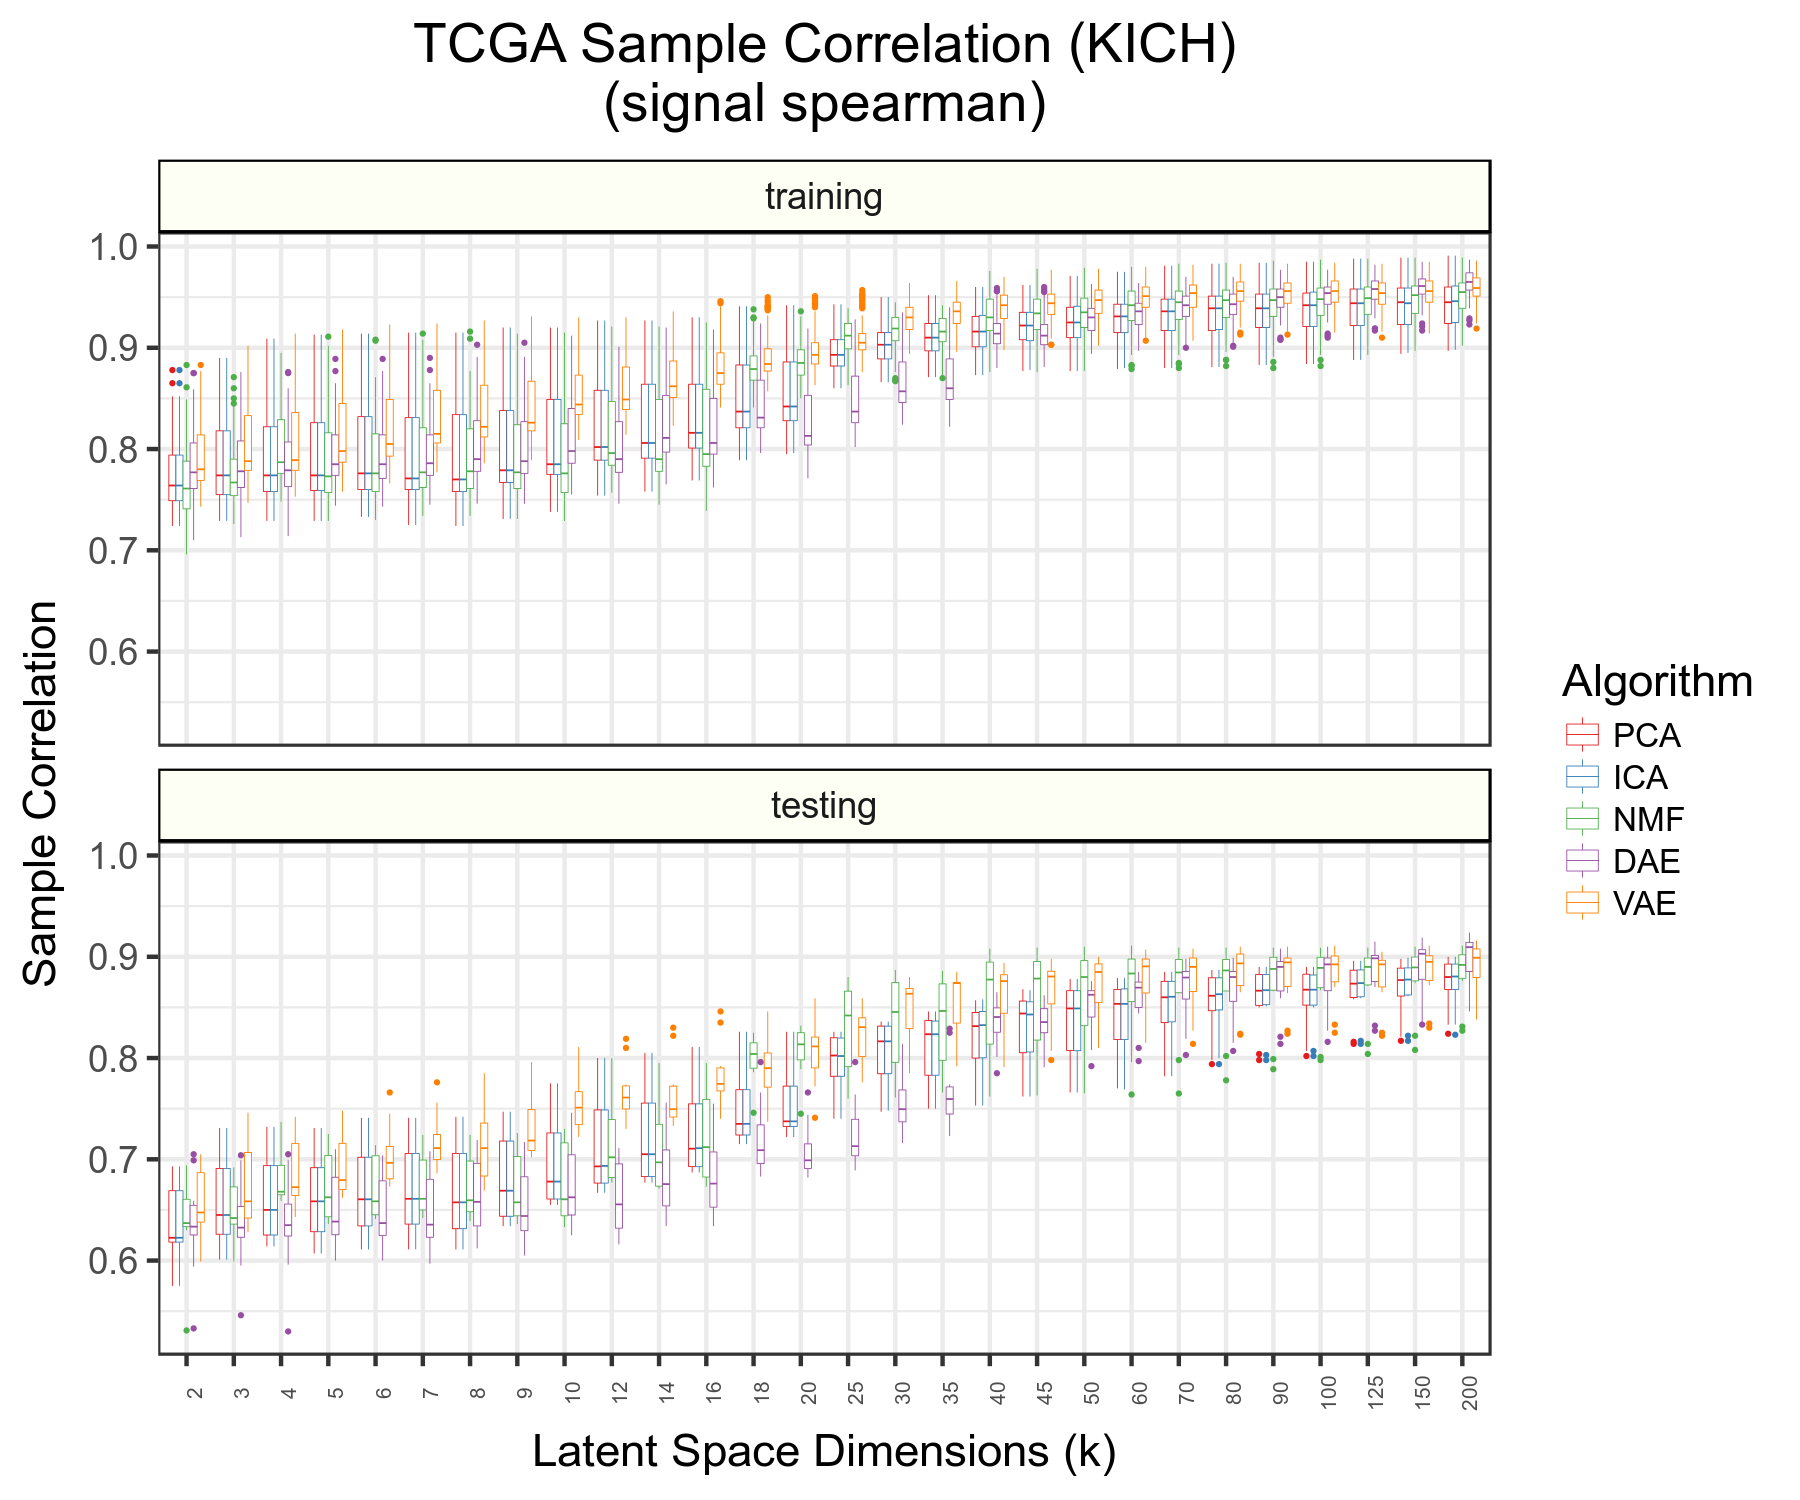 TCGA Sample Correlation (KICH)
(signal spearman)
training
1.0
0.9
0.8
0.7
0.6
testing
1.0
0.9
0.8
0.7
0.6
Sample Correlation
2 3 4 5 6 7 8 9 10 12 14 16 18 20 25 30 35 40 45 50 60 70 80 90 100 125 150 200
Latent Space Dimensions (k)
Algorithm
PCA
ICA
NMF
DAE
VAE